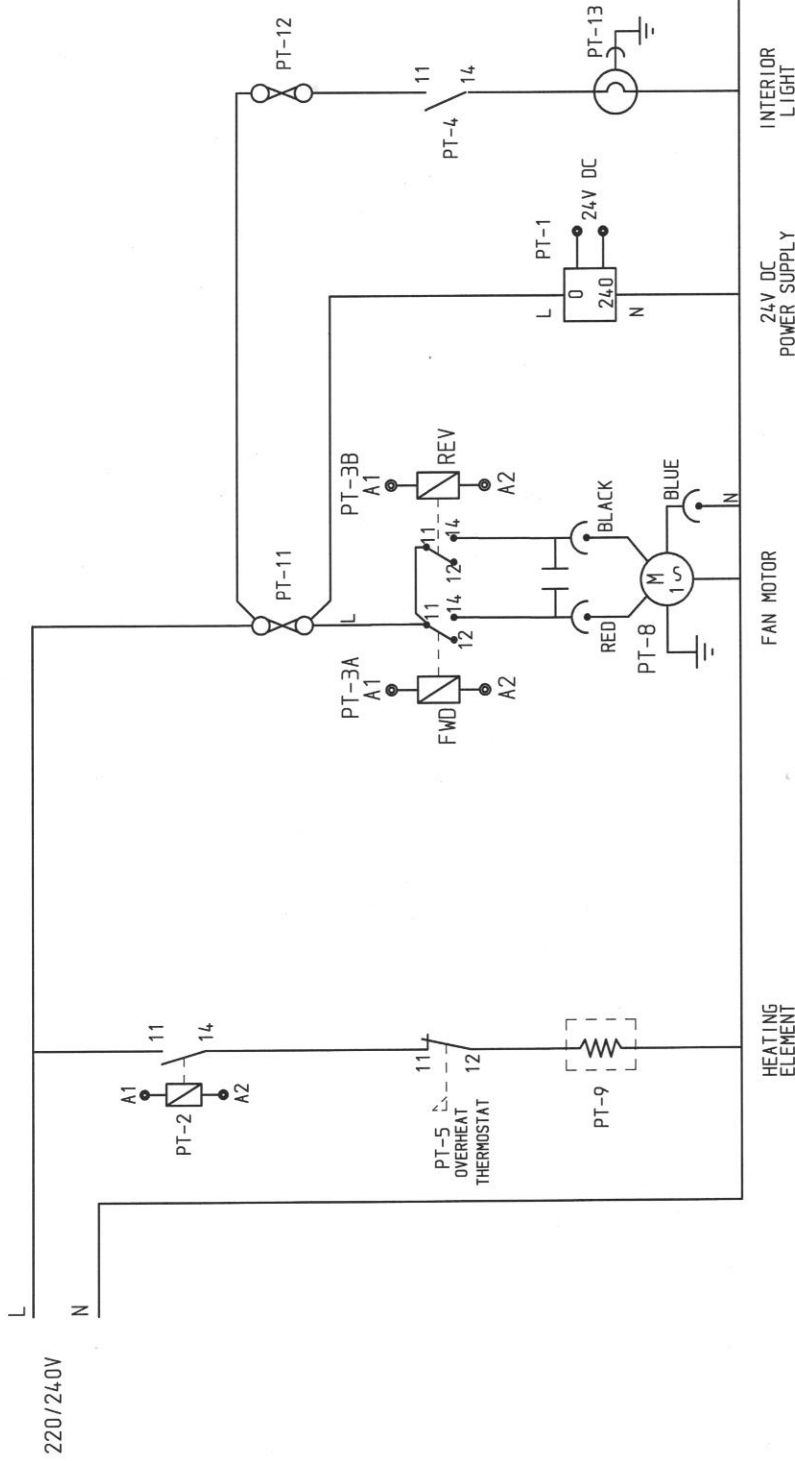 220/240V
L
N
A1
A2
PT-2
11
14
PT-5
OVERHEAT
THERMOSTAT
11
12
PT-9
HEATING
ELEMENT
PT-11
L
PT-3A
A1
FWD
A2
11
12
14
PT-3B
A1
REV
A2
11
12
14
RED
BLACK
PT-8
M
1
BLUE
N
FAN MOTOR
L
PT-1
0
240
24V DC
N
24V DC
POWER SUPPLY
PT-12
11
14
PT-4
PT-13
INTERIOR
LIGHT